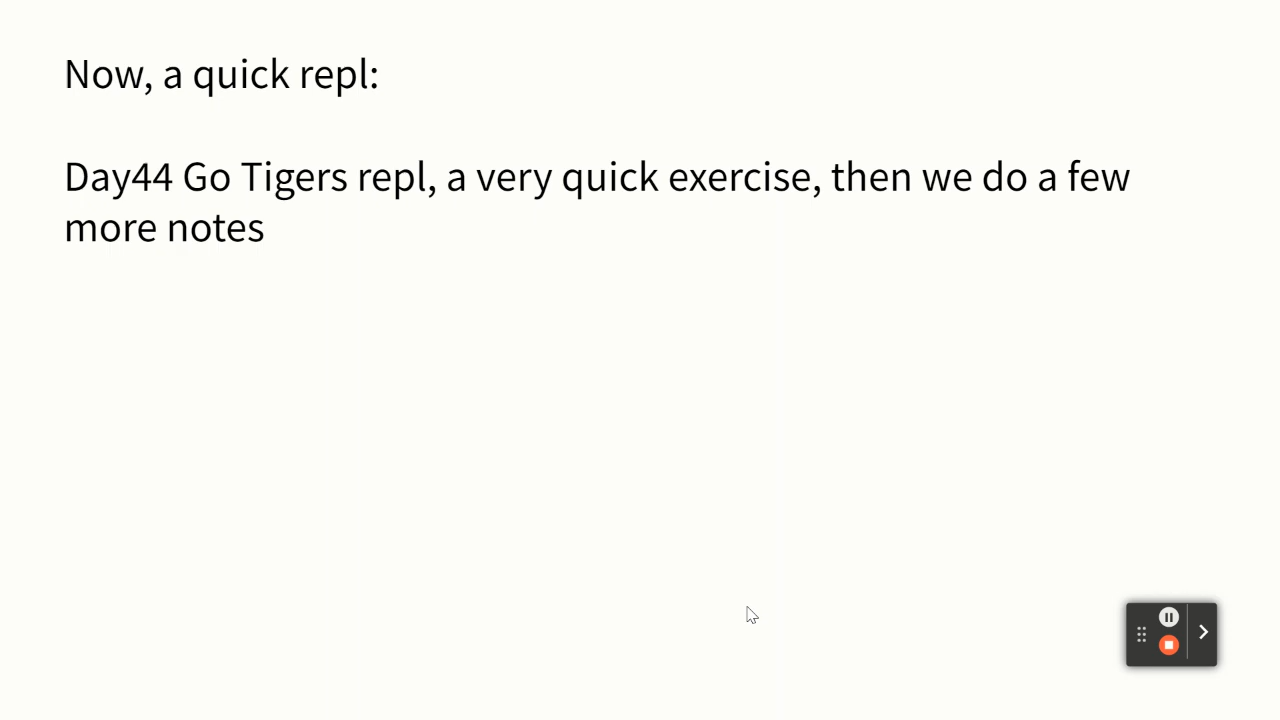 Now, a quick repl:
Day44 Go Tigers repl, a very quick exercise, then we do a few
more notes